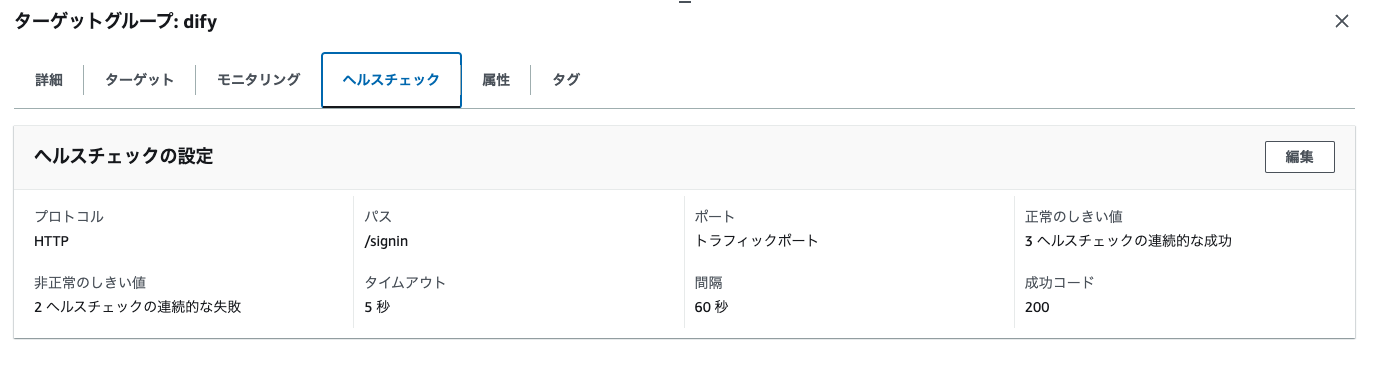 ターゲットグループ: dify
詳細 ターゲット モニタリング ヘルスチェック 属性 タグ
ヘルスチェックの設定 編集
プロトコル パス ポート 正常のしきい値
HTTP /signin トラフィックポート 3 ヘルスチェックの連続的な成功
非正常のしきい値 タイムアウト 間隔 成功コード
2 ヘルスチェックの連続的な失敗 5 秒 60 秒 200